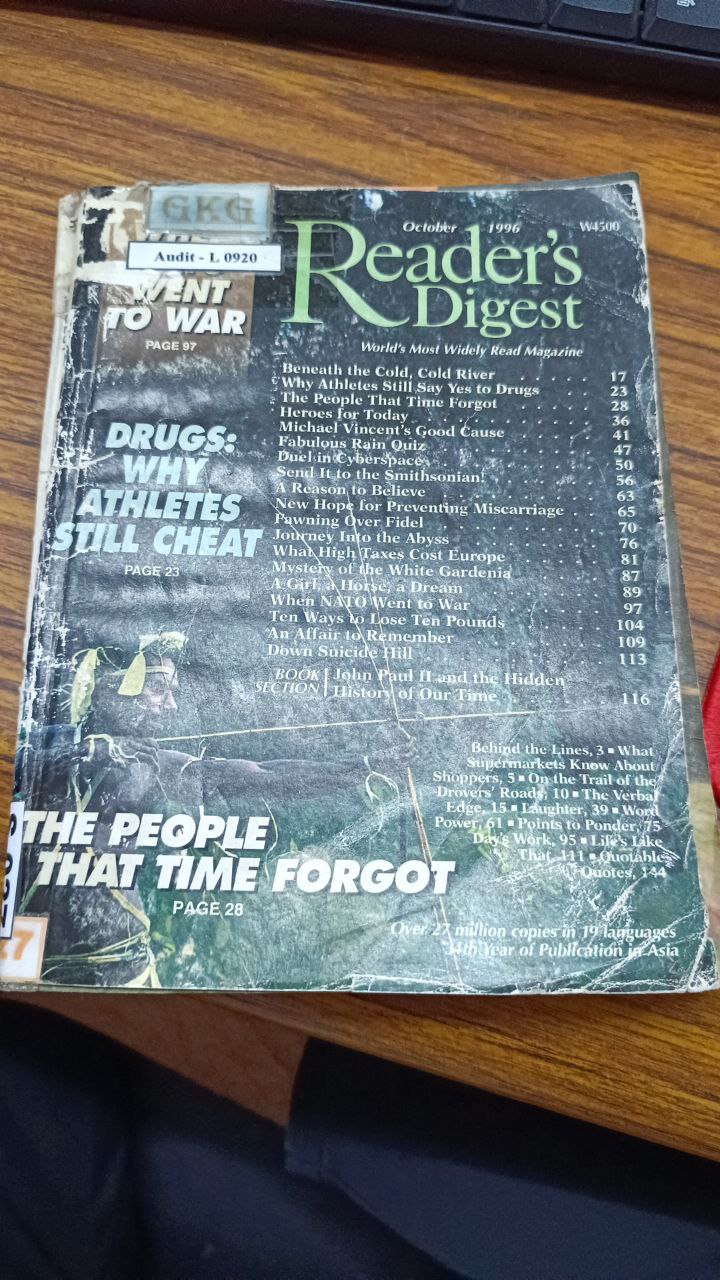 GKG
Audit - L 0920
WENT
TO WAR
PAGE 97
October 1996 W4500
Reader's
Digest
World's Most Widely Read Magazine
Beneath the Cold, Cold River . . . . . . 17
Why Athletes Still Say Yes to Drugs . . . . 23
The People That Time Forgot . . . . . . 28
Heroes for Today . . . . . . 36
Michael Vincent's Good Cause . . . . . . 41
Fabulous Rain Quiz . . . . . . 47
Duel in Cyberspace . . . . . . 50
Send It to the Smithsonian! . . . . . . 56
A Reason to Believe . . . . . . 63
New Hope for Preventing Miscarriage . . . 65
Fawning Over Fidel . . . . . . 70
Journey Into the Abyss . . . . . . 76
What High Taxes Cost Europe . . . . . . 81
Mystery of the White Gardenia . . . . . . 87
A Girl, a Horse, a Dream . . . . . . 89
When NATO Went to War . . . . . . 97
Ten Ways to Lose Ten Pounds . . . . . . 104
An Affair to Remember . . . . . . 109
Down Suicide Hill . . . . . . 113
BOOK SECTION
John Paul II and the Hidden
History of Our Time 116
DRUGS:
WHY
ATHLETES
STILL CHEAT
PAGE 23
Behind the Lines, 3 ▪ What
Supermarkets Know About
Shoppers, 5 ▪ On the Trail of the
Drovers' Roads, 10 ▪ The Verbal
Edge, 15 ▪ Laughter, 39 ▪ Word
Power, 61 ▪ Points to Ponder, 75
Day's Work, 95 ▪ Life's Like
That, 111 ▪ Quotable
Quotes, 144
THE PEOPLE
THAT TIME FORGOT
PAGE 28
Over 27 million copies in 19 languages
34th Year of Publication in Asia